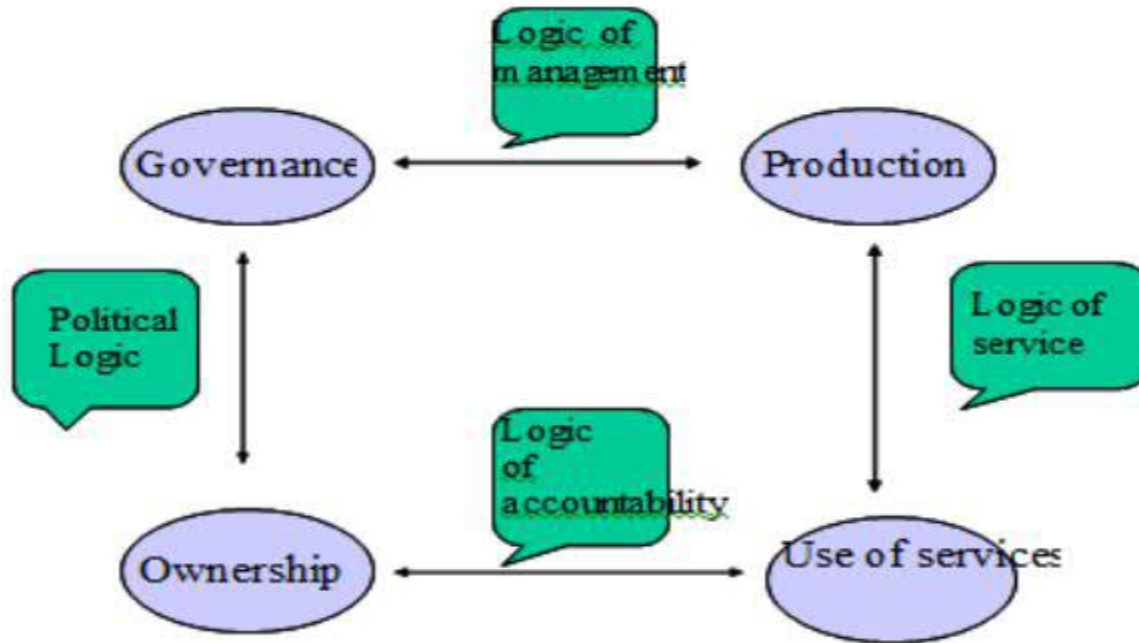 Logic of
management
Governance
Production
Political
Logic
Logic of
service
Logic
of
accountability
Ownership
Use of services